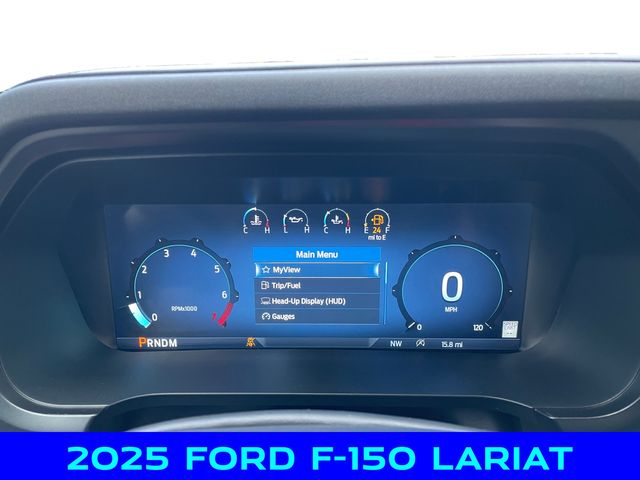 C H L H C H E 24 F
mi to E
Main Menu
MyView
Trip/Fuel
Head-Up Display (HUD)
Gauges
0 1 2 3 4 5 6 7
RPMx1000
0
MPH
0 120
PRNDM
NW 15.8 mi
2025 FORD F-150 LARIAT